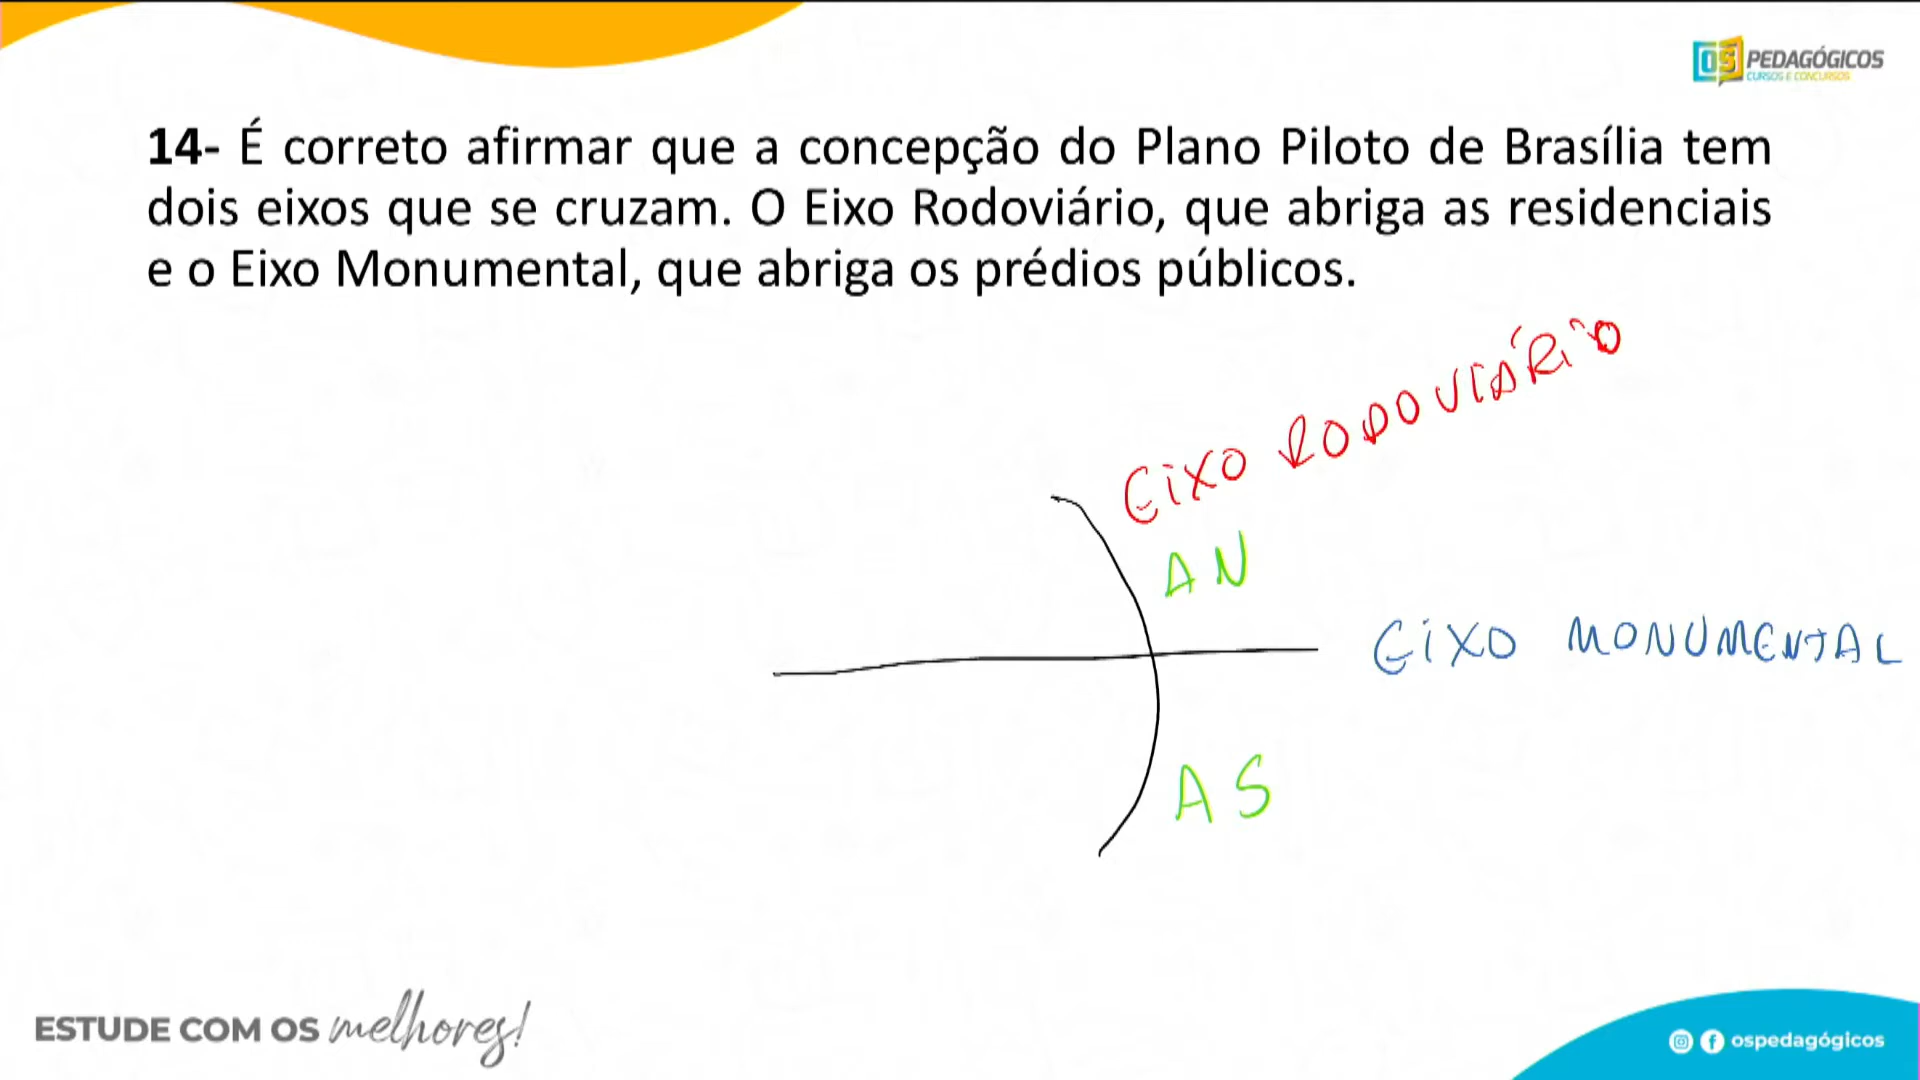 OS PEDAGÓGICOS
CURSOS E CONCURSOS
14- É correto afirmar que a concepção do Plano Piloto de Brasília tem
dois eixos que se cruzam. O Eixo Rodoviário, que abriga as residenciais
e o Eixo Monumental, que abriga os prédios públicos.
EIXO RODOVIÁRIO
AN
EIXO MONUMENTAL
AS
ESTUDE COM OS melhores!
ospedagógicos